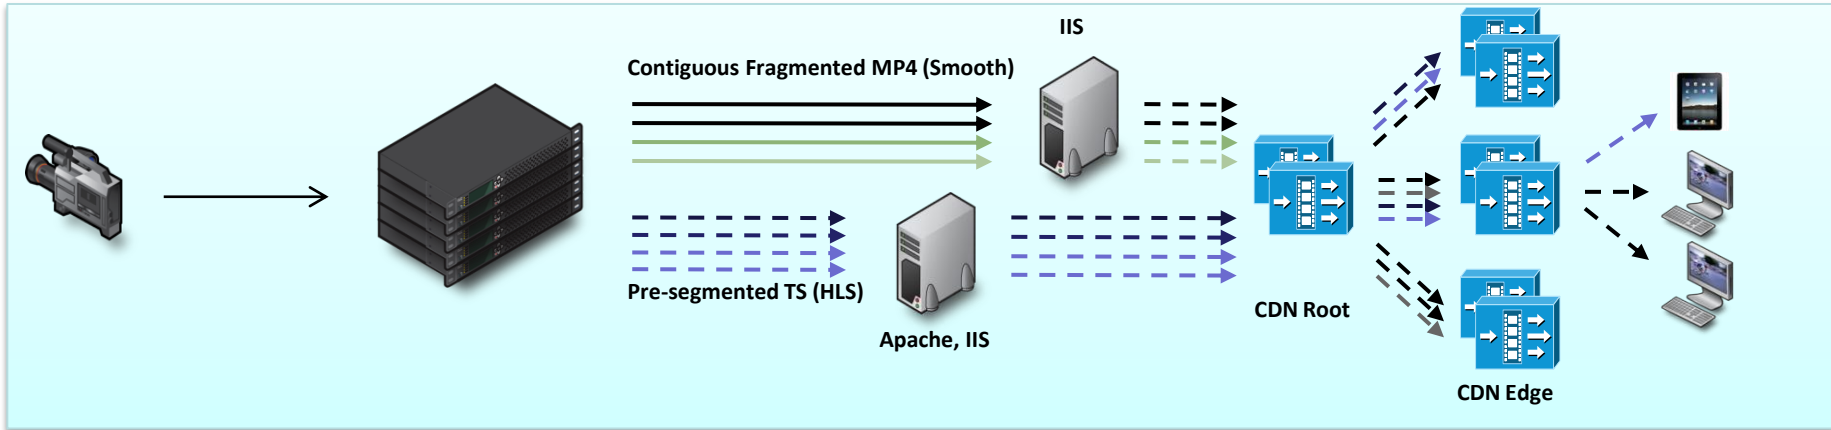 IIS
Contiguous Fragmented MP4 (Smooth)
Pre-segmented TS (HLS)
Apache, IIS
CDN Root
CDN Edge